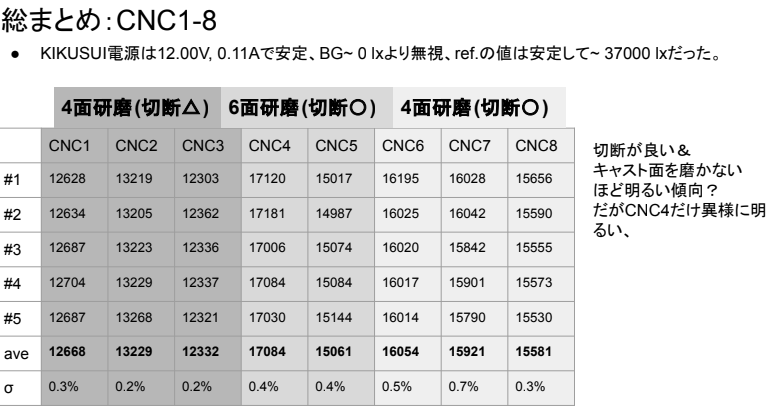 総まとめ：CNC1-8
● KIKUSUI電源は12.00V, 0.11Aで安定、BG~ 0 lxより無視、ref.の値は安定して~ 37000 lxだった。
4面研磨(切断△) 6面研磨(切断〇) 4面研磨(切断〇)
CNC1 CNC2 CNC3 CNC4 CNC5 CNC6 CNC7 CNC8
#1 12628 13219 12303 17120 15017 16195 16028 15656
#2 12634 13205 12362 17181 14987 16025 16042 15590
#3 12687 13223 12336 17006 15074 16020 15842 15555
#4 12704 13229 12337 17084 15084 16017 15901 15573
#5 12687 13268 12321 17030 15144 16014 15790 15530
ave 12668 13229 12332 17084 15061 16054 15921 15581
σ 0.3% 0.2% 0.2% 0.4% 0.4% 0.5% 0.7% 0.3%
切断が良い＆
キャスト面を磨かない
ほど明るい傾向？
だがCNC4だけ異様に明
るい、